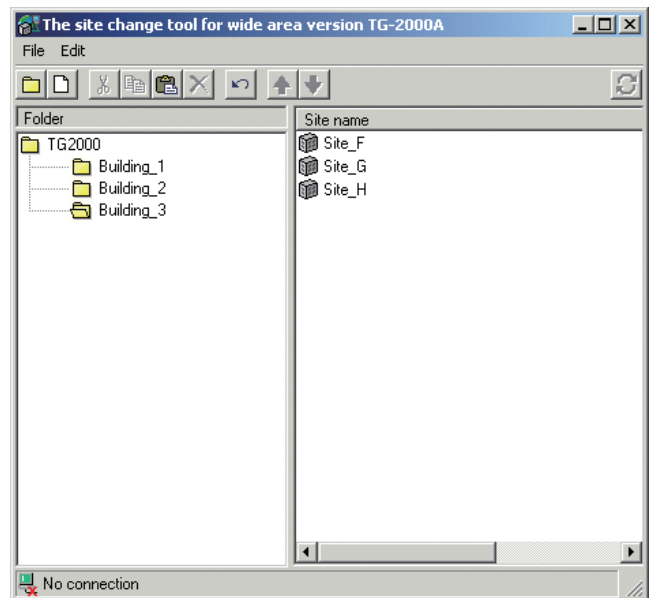 The site change tool for wide area version TG-2000A
File Edit
Folder
TG2000
Building_1
Building_2
Building_3
Site name
Site_F
Site_G
Site_H
No connection